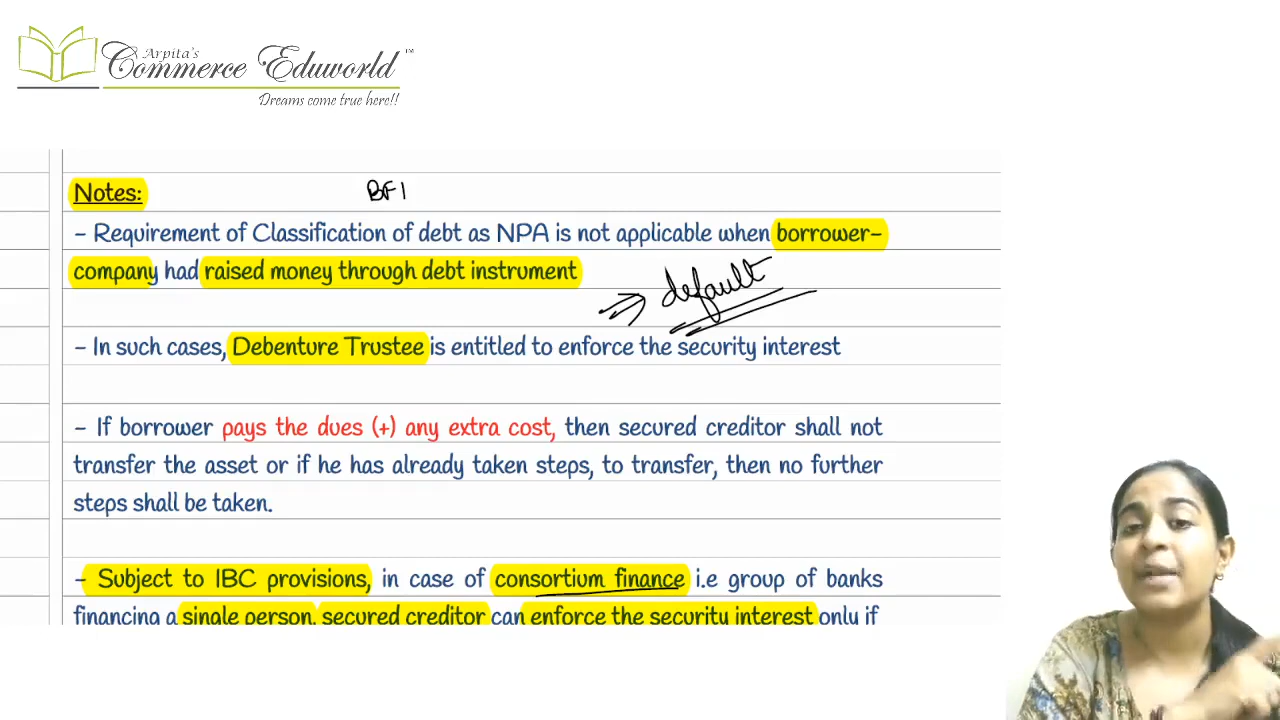 Arpita's
Commerce Eduworld™
Dreams come true here!!
Notes:
BFI
- Requirement of Classification of debt as NPA is not applicable when borrower-
company had raised money through debt instrument
⇒ default
- In such cases, Debenture Trustee is entitled to enforce the security interest
- If borrower pays the dues (+) any extra cost, then secured creditor shall not
transfer the asset or if he has already taken steps, to transfer, then no further
steps shall be taken.
- Subject to IBC provisions, in case of consortium finance i.e group of banks
financing a single person, secured creditor can enforce the security interest only if